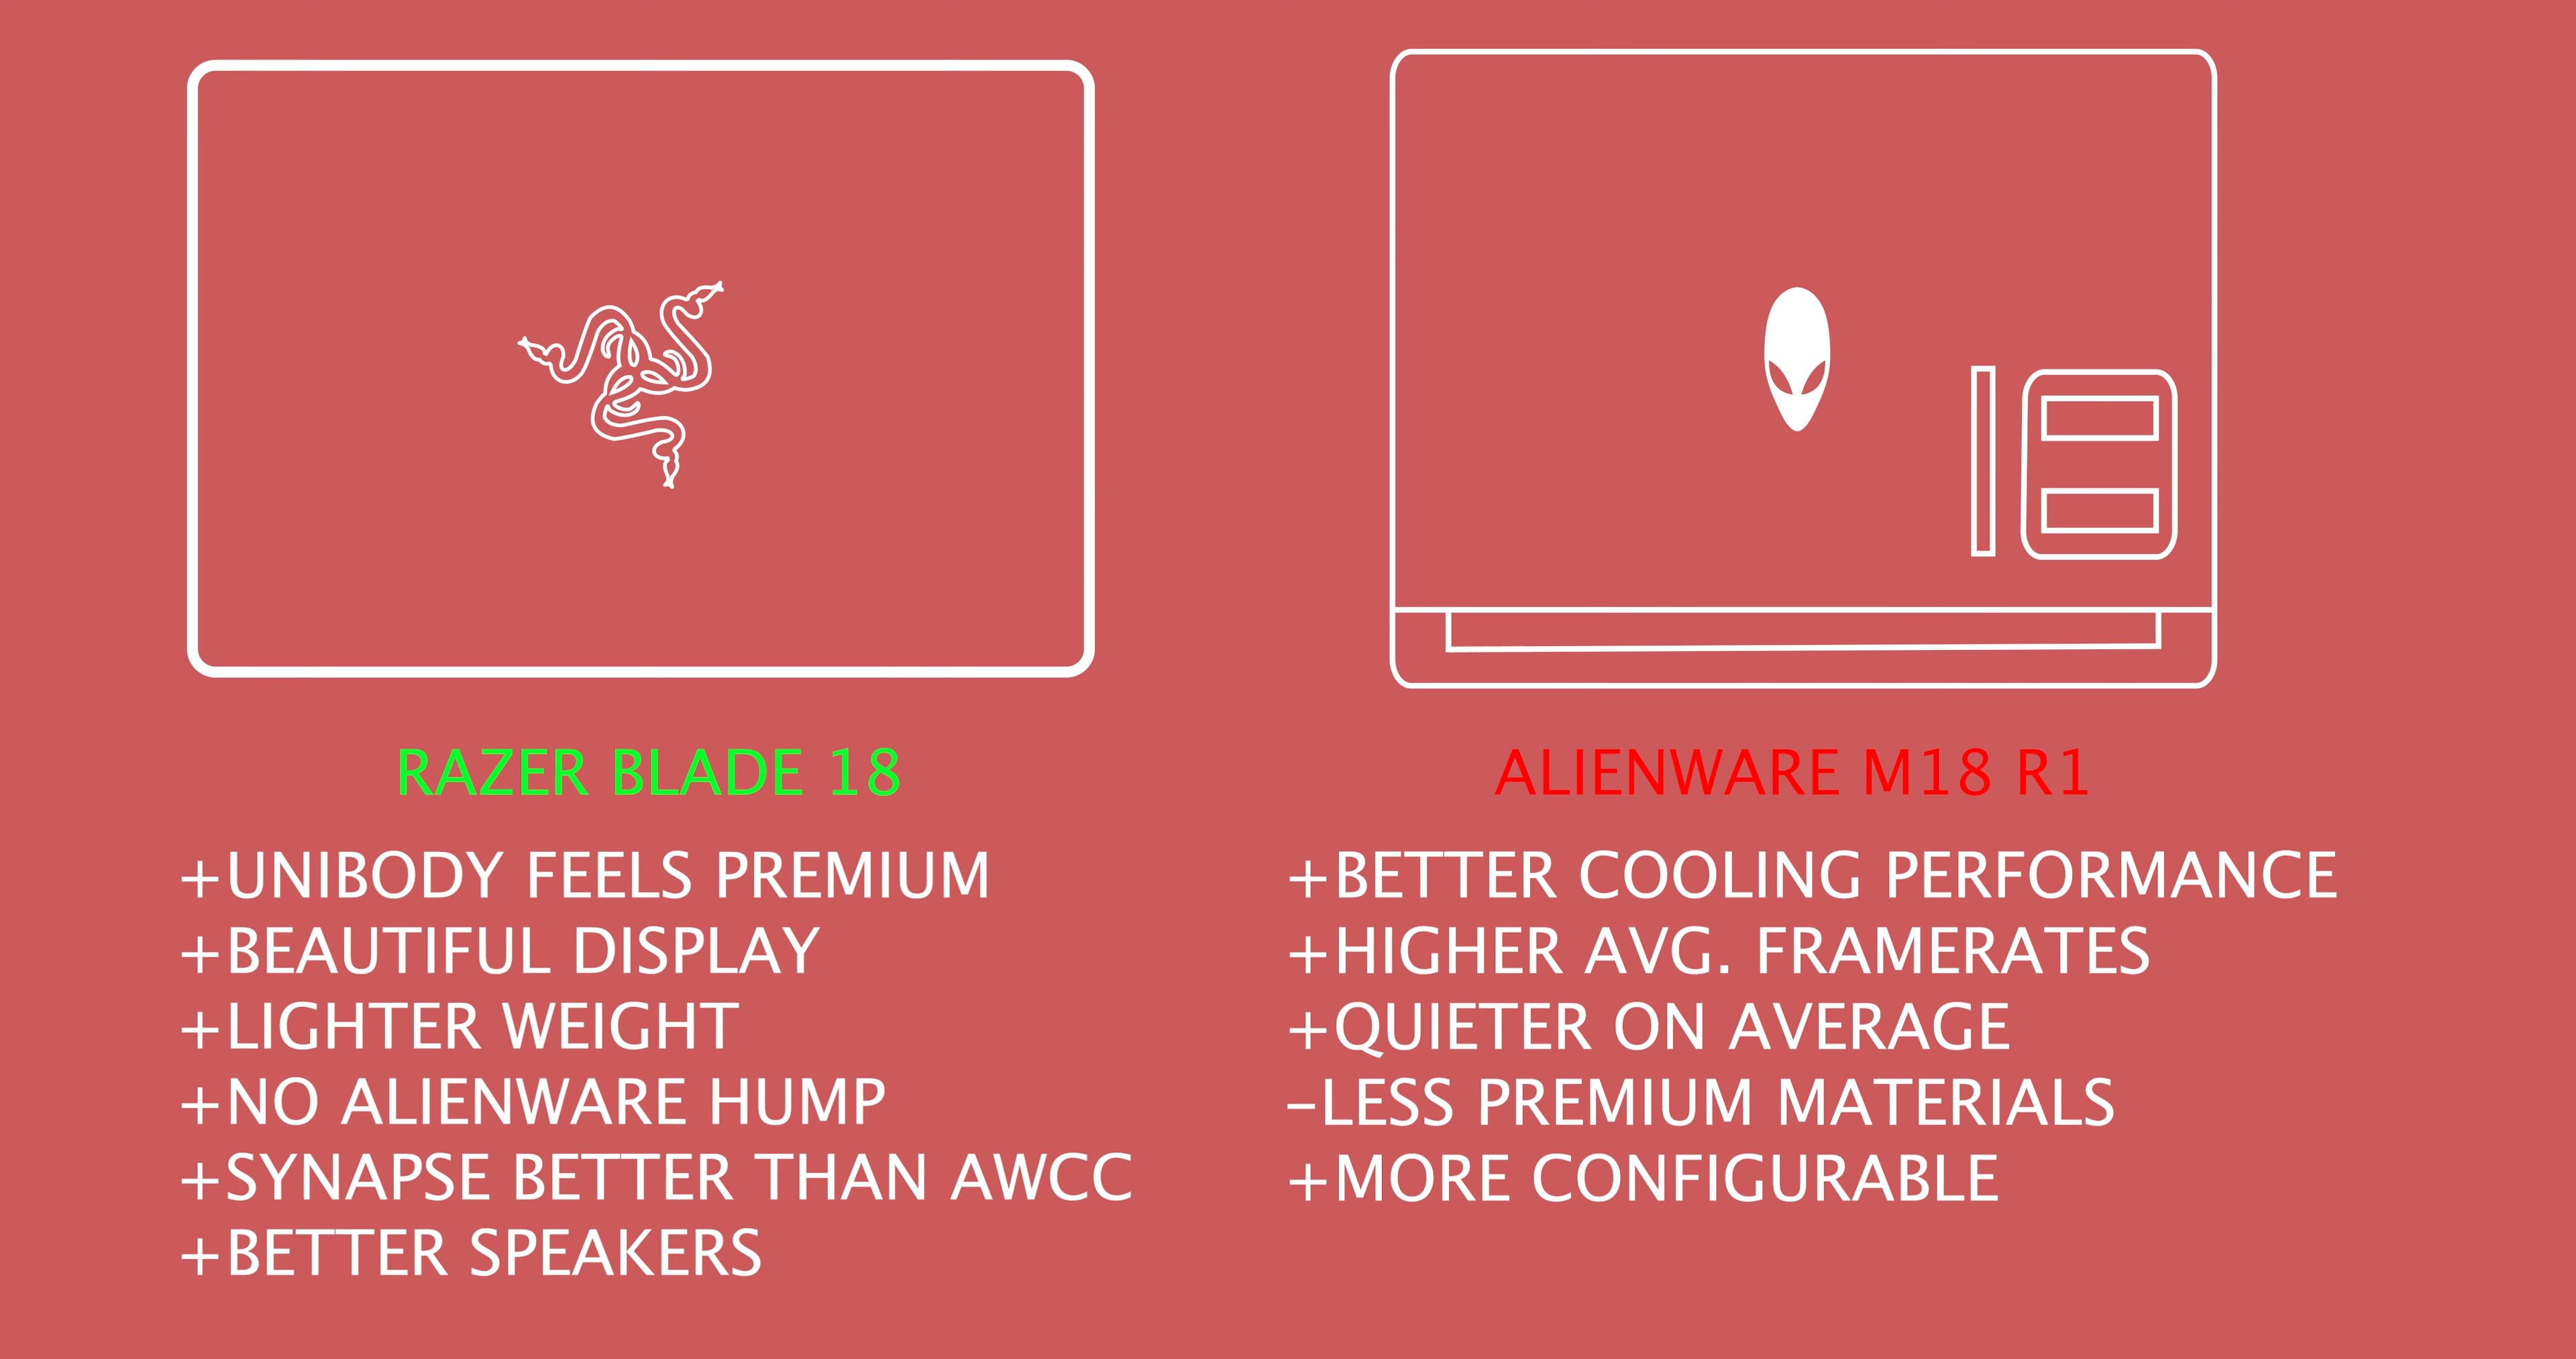 RAZER BLADE 18
+UNIBODY FEELS PREMIUM
+BEAUTIFUL DISPLAY
+LIGHTER WEIGHT
+NO ALIENWARE HUMP
+SYNAPSE BETTER THAN AWCC
+BETTER SPEAKERS
ALIENWARE M18 R1
+BETTER COOLING PERFORMANCE
+HIGHER AVG. FRAMERATES
+QUIETER ON AVERAGE
–LESS PREMIUM MATERIALS
+MORE CONFIGURABLE